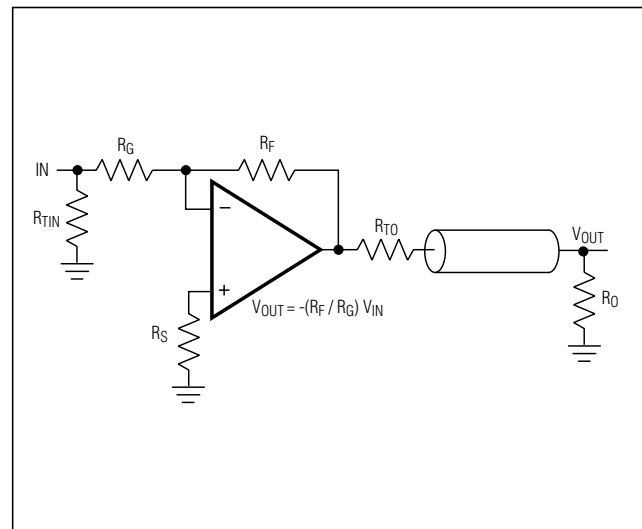 R_G
R_F
IN
R_TIN
−
R_TO
V_OUT
+
V_OUT = -(R_F / R_G) V_IN
R_S
R_O